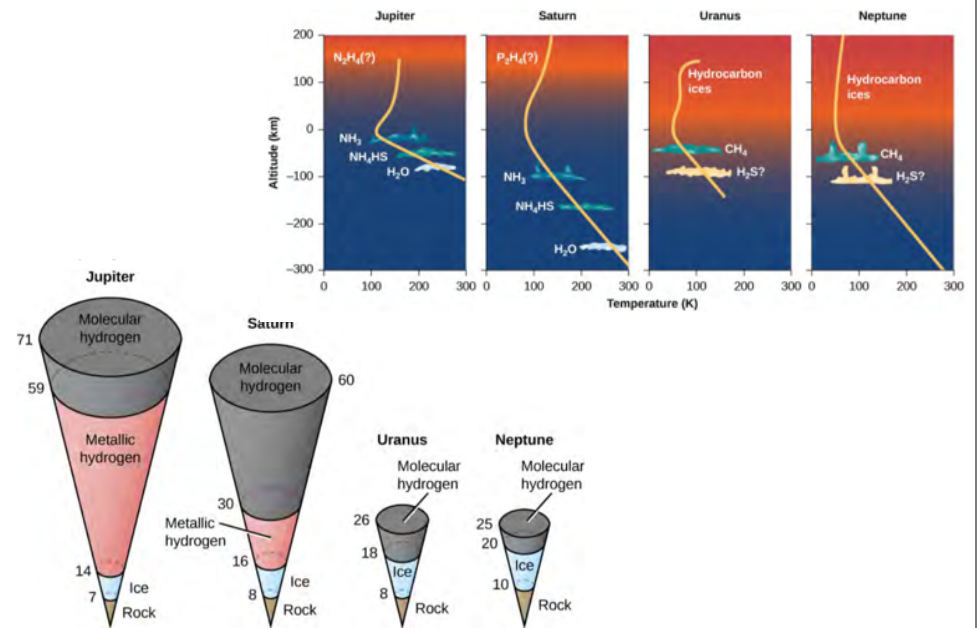 Jupiter
Saturn
Uranus
Neptune
Altitude (km)
200
100
0
–100
–200
–300
N₂H₄(?)
NH₃
NH₄HS
H₂O
0 100 200 300
P₂H₄(?)
NH₃
NH₄HS
H₂O
0 100 200 300
Hydrocarbon
ices
CH₄
H₂S?
0 100 200 300
Hydrocarbon
ices
CH₄
H₂S?
0 100 200 300
Temperature (K)
Jupiter
Molecular
hydrogen
71
59
Metallic
hydrogen
14
7
Ice
Rock
Saturn
Molecular
hydrogen
60
30
Metallic
hydrogen
16
8
Ice
Rock
Uranus
Molecular
hydrogen
26
18
Ice
8
Rock
Neptune
Molecular
hydrogen
25
20
Ice
10
Rock